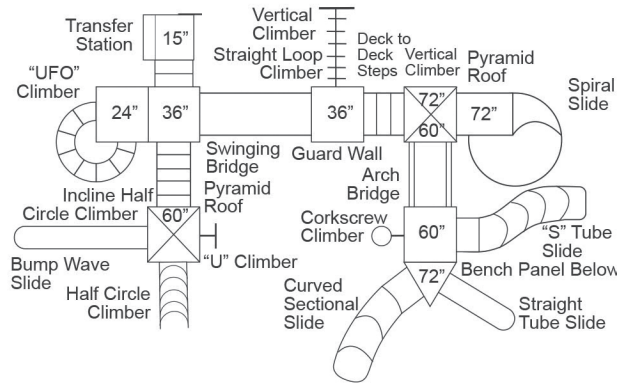 Transfer
Station
15”
Vertical
Climber
Straight Loop
Climber
Deck to
Deck
Steps
Vertical
Climber
Pyramid
Roof
Spiral
Slide
“UFO”
Climber
24”
36”
36”
72”
60”
72”
Swinging
Bridge
Guard Wall
Arch
Bridge
Incline Half
Circle Climber
Pyramid
Roof
60”
Corkscrew
Climber
60”
“S” Tube
Slide
Bump Wave
Slide
“U” Climber
72”
Bench Panel Below
Half Circle
Climber
Curved
Sectional
Slide
Straight
Tube Slide